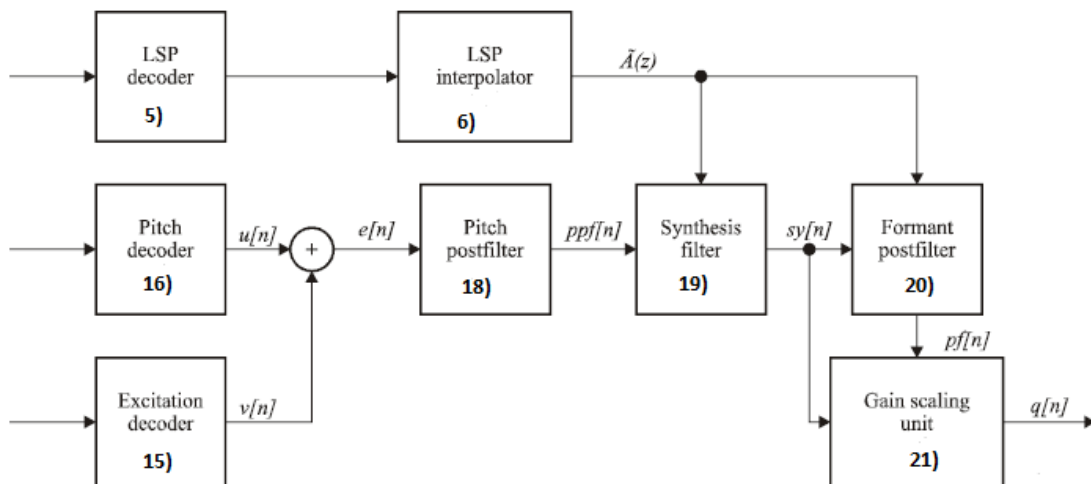 LSP
decoder
5)
LSP
interpolator
6)
Ã(z)
Pitch
decoder
16)
u[n]
+
e[n]
Pitch
postfilter
18)
ppf[n]
Synthesis
filter
19)
sy[n]
Formant
postfilter
20)
pf[n]
Excitation
decoder
15)
v[n]
Gain scaling
unit
21)
q[n]